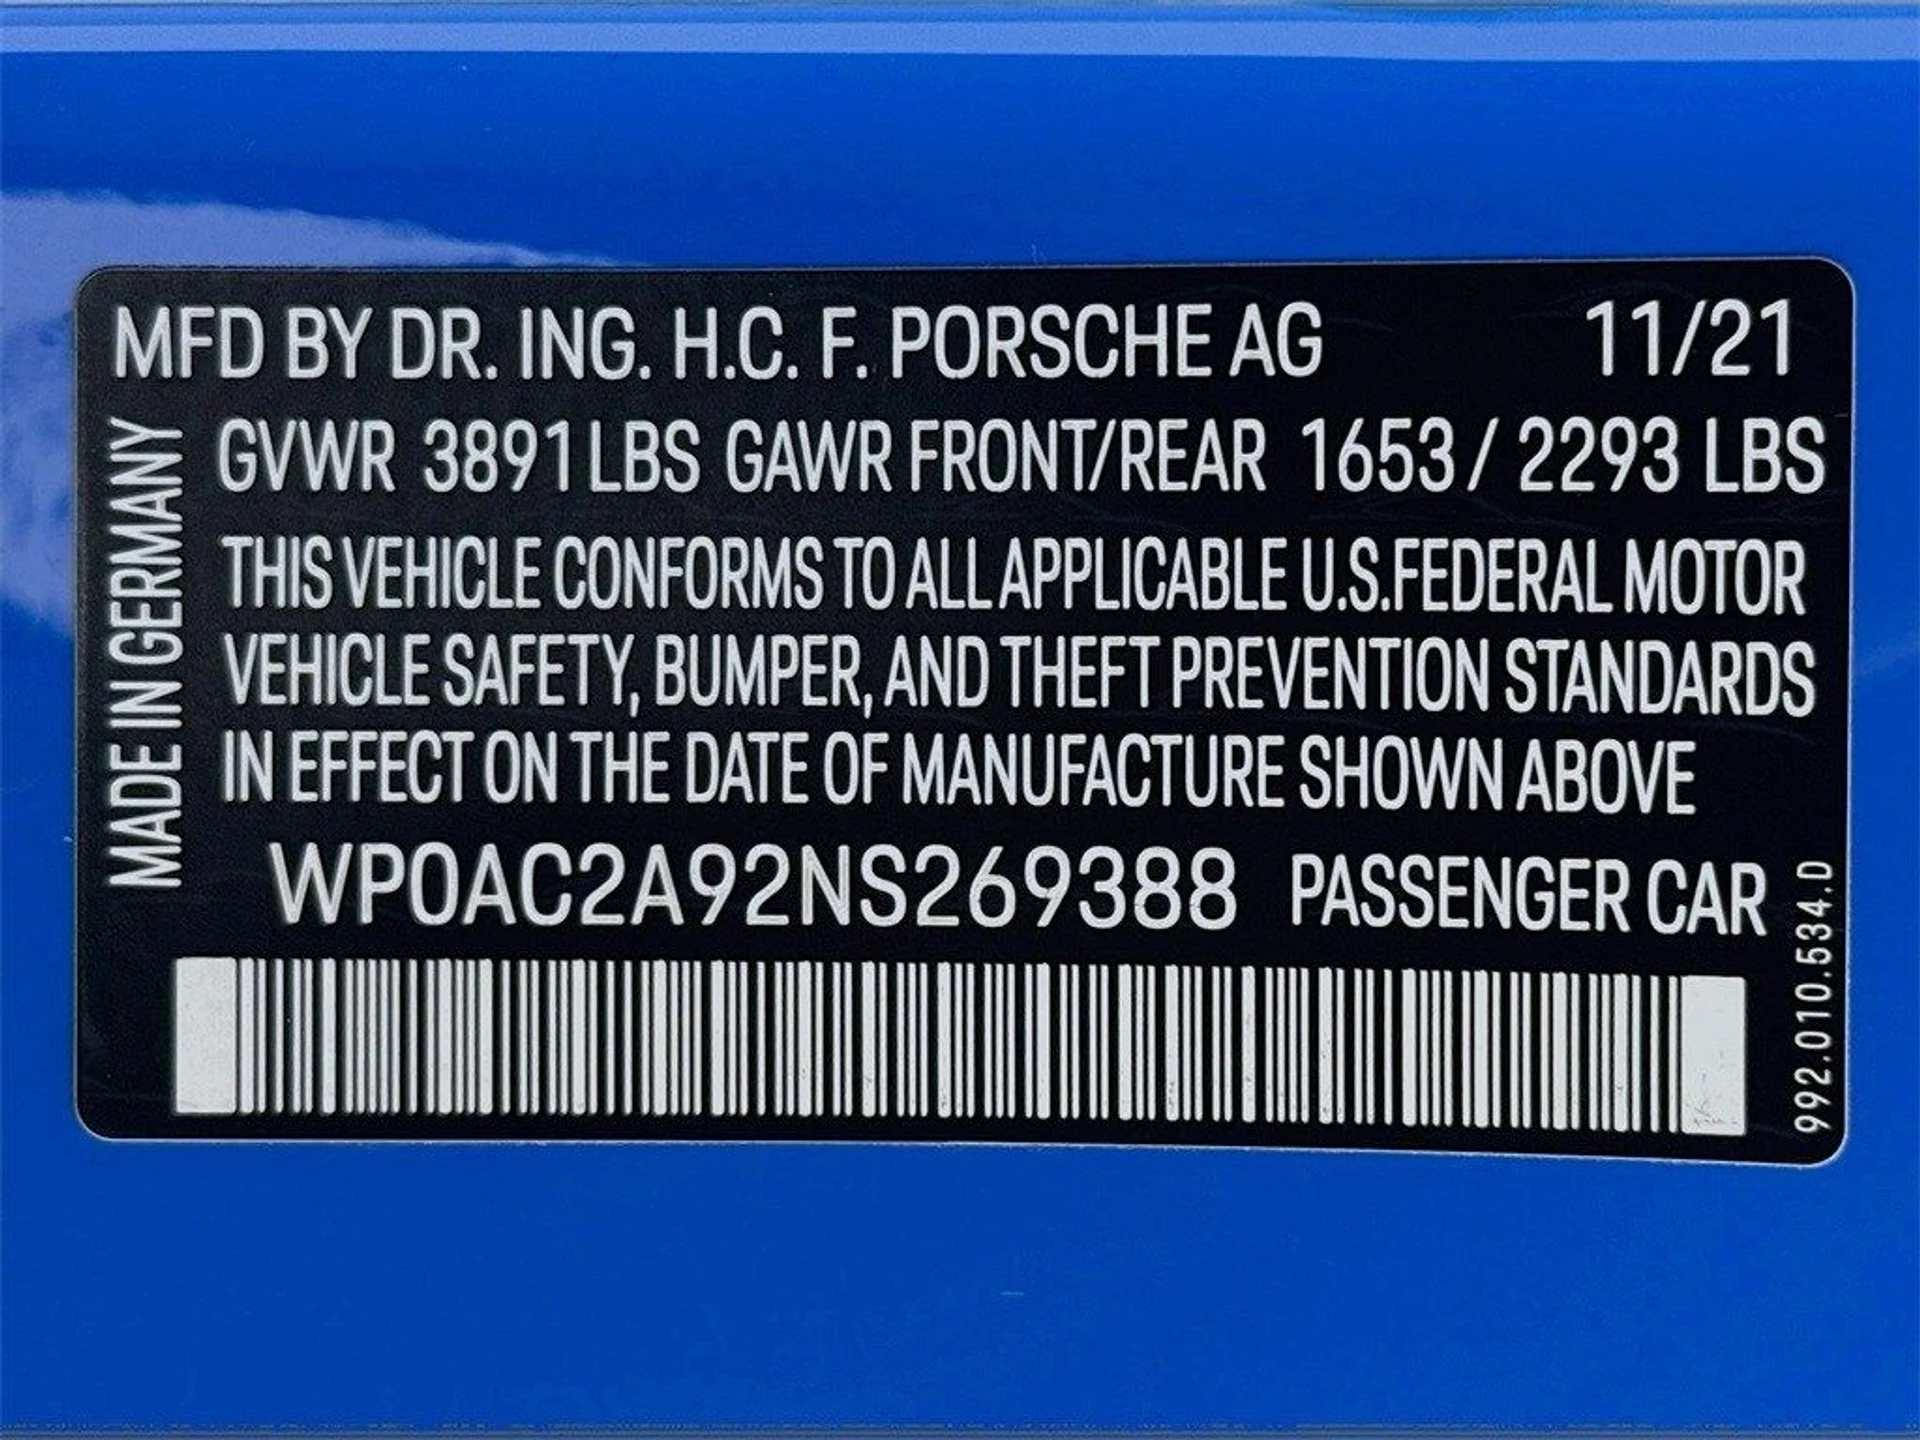 MFD BY DR. ING. H.C. F. PORSCHE AG 11/21
GVWR 3891 LBS GAWR FRONT/REAR 1653 / 2293 LBS
THIS VEHICLE CONFORMS TO ALL APPLICABLE U.S.FEDERAL MOTOR
VEHICLE SAFETY, BUMPER, AND THEFT PREVENTION STANDARDS
IN EFFECT ON THE DATE OF MANUFACTURE SHOWN ABOVE
WP0AC2A92NS269388 PASSENGER CAR
MADE IN GERMANY
992.010.534.D